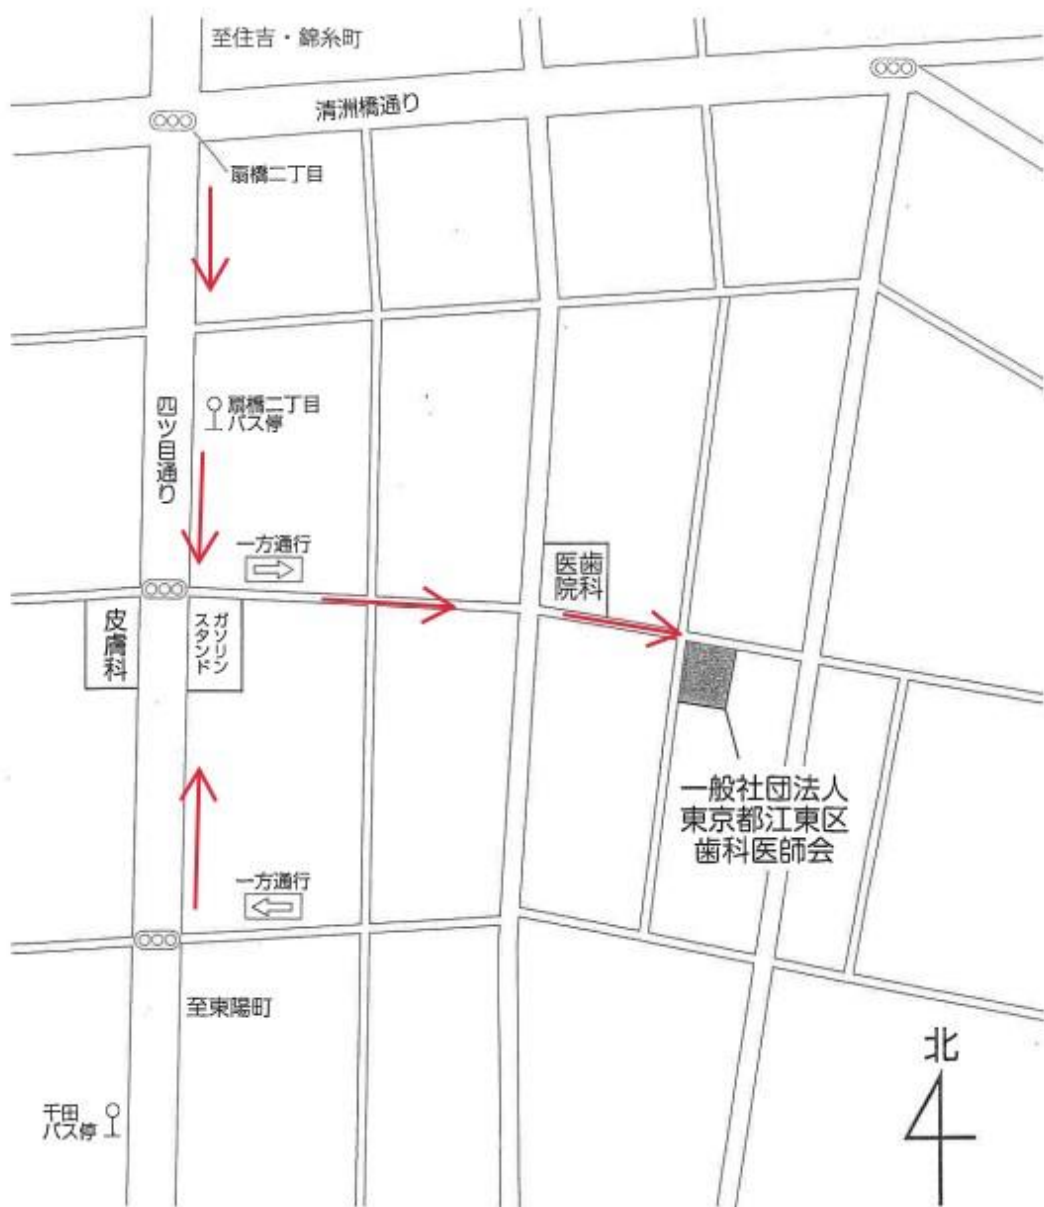 至住吉・錦糸町
清洲橋通り
扇橋二丁目
四ツ目通り
扇橋二丁目
バス停
一方通行
歯科
医院
皮膚科
ガソリン
スタンド
一般社団法人
東京都江東区
歯科医師会
一方通行
至東陽町
北
千田
バス停